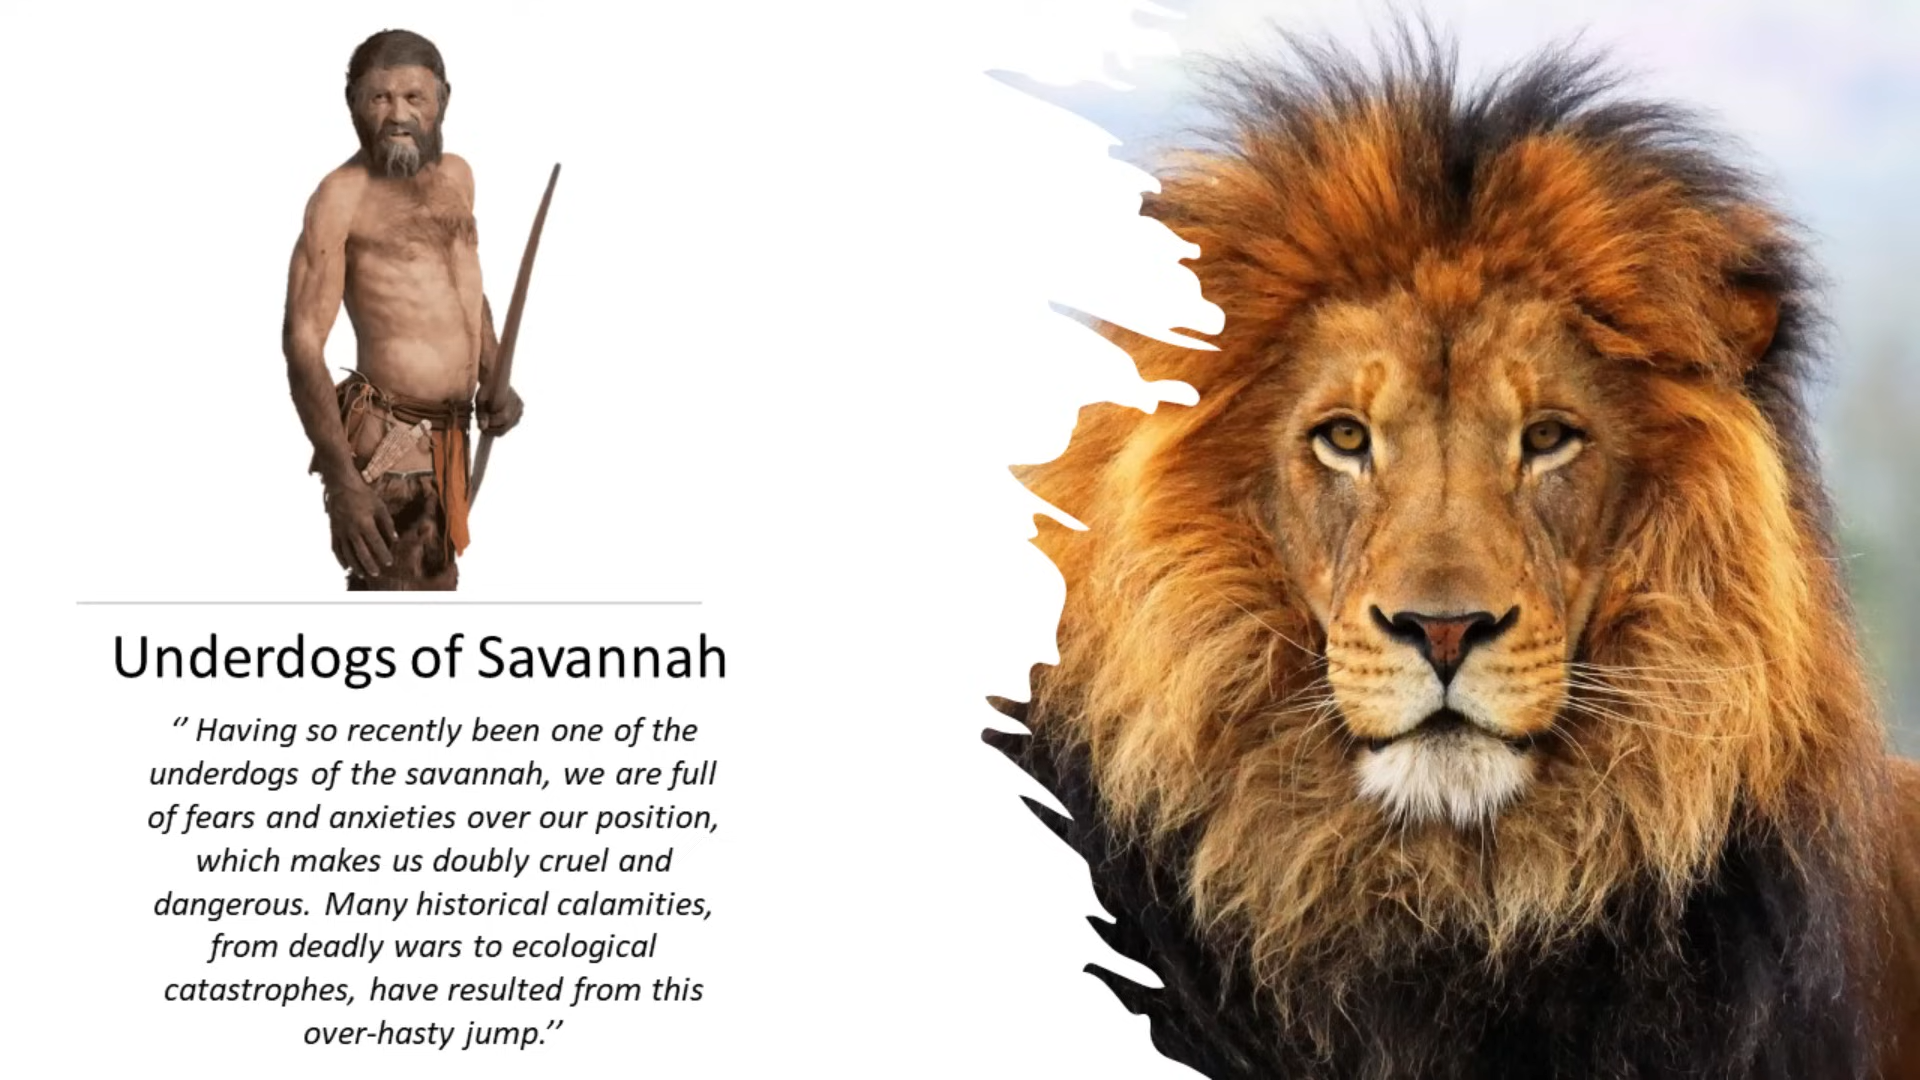 Underdogs of Savannah
‘’ Having so recently been one of the
underdogs of the savannah, we are full
of fears and anxieties over our position,
which makes us doubly cruel and
dangerous. Many historical calamities,
from deadly wars to ecological
catastrophes, have resulted from this
over-hasty jump.’’